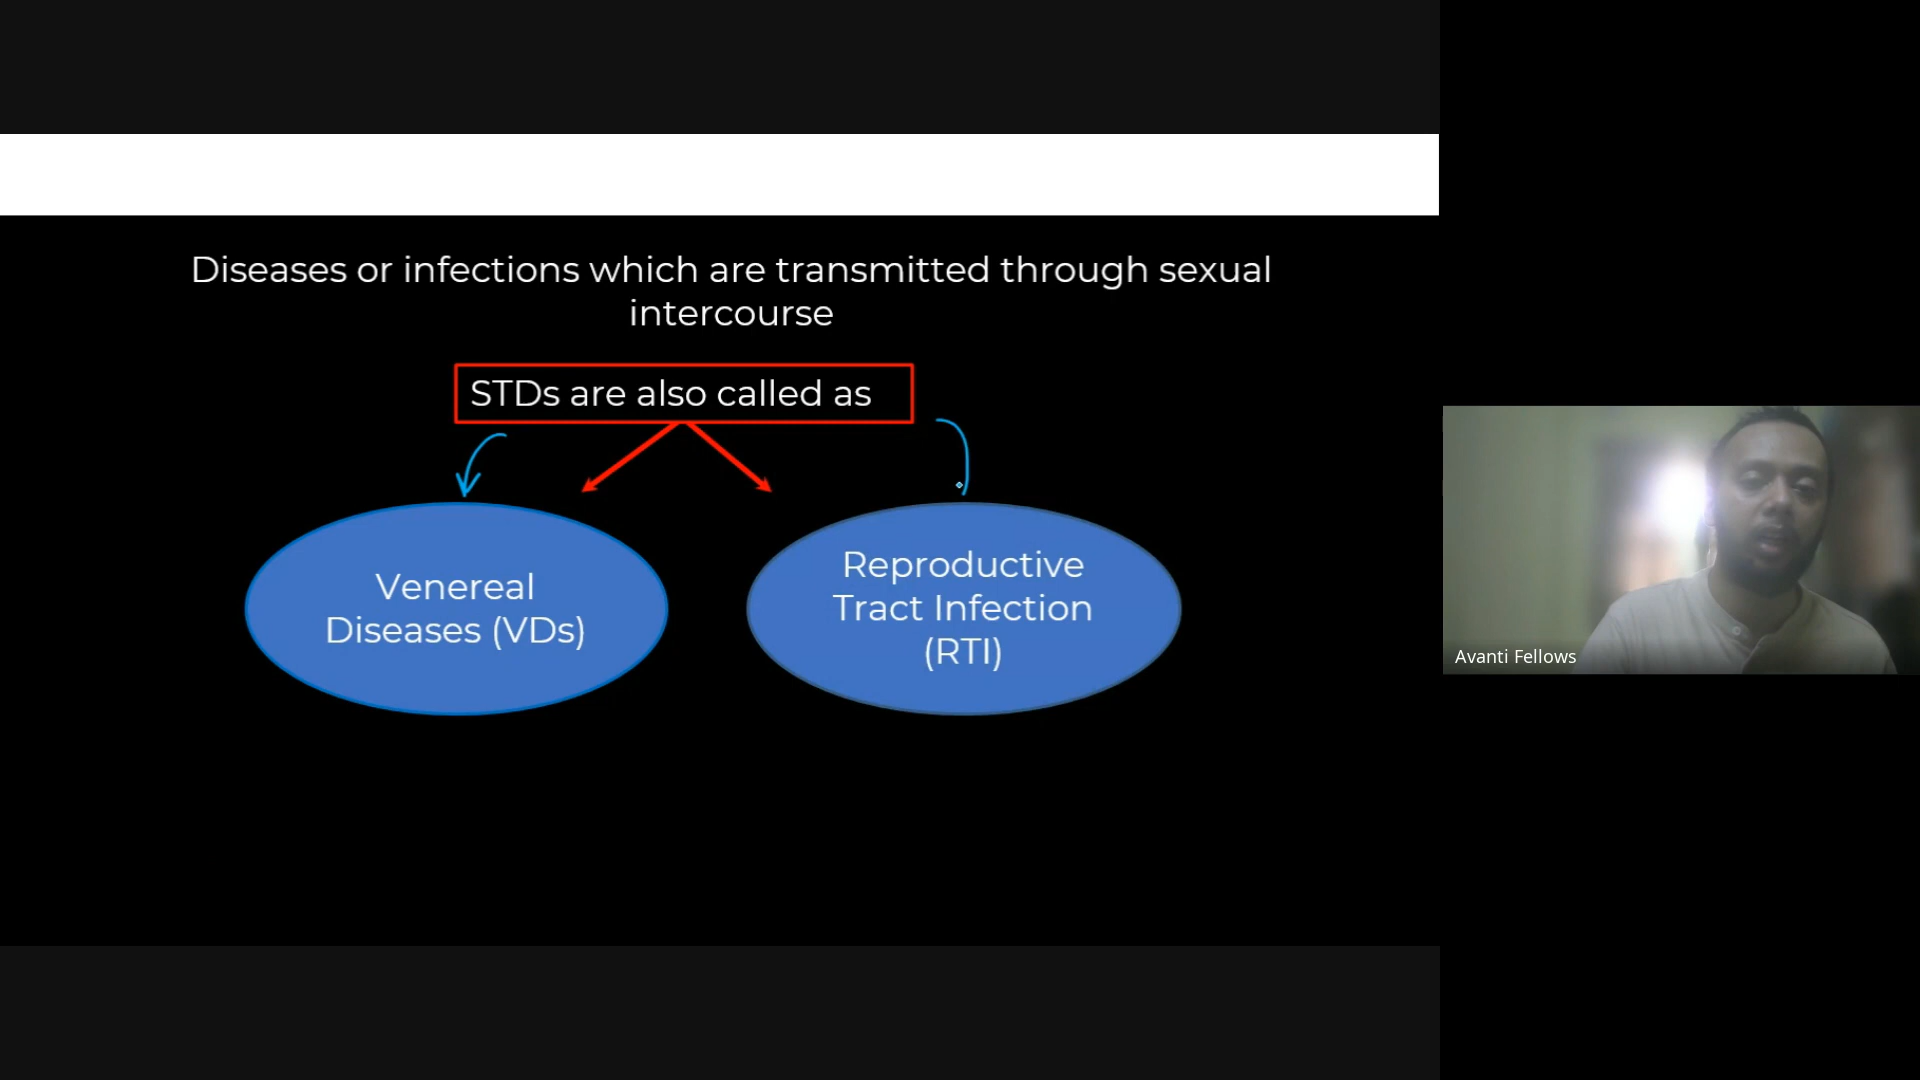 Diseases or infections which are transmitted through sexual
intercourse
STDs are also called as
Venereal
Diseases (VDs)
Reproductive
Tract Infection
(RTI)
Avanti Fellows